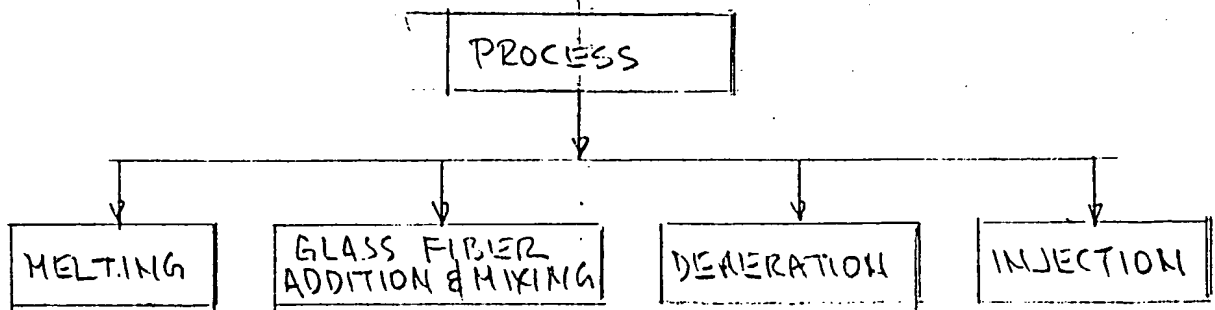 PROCESS
MELTING
GLASS FIBER
ADDITION & MIXING
DEAERATION
INJECTION